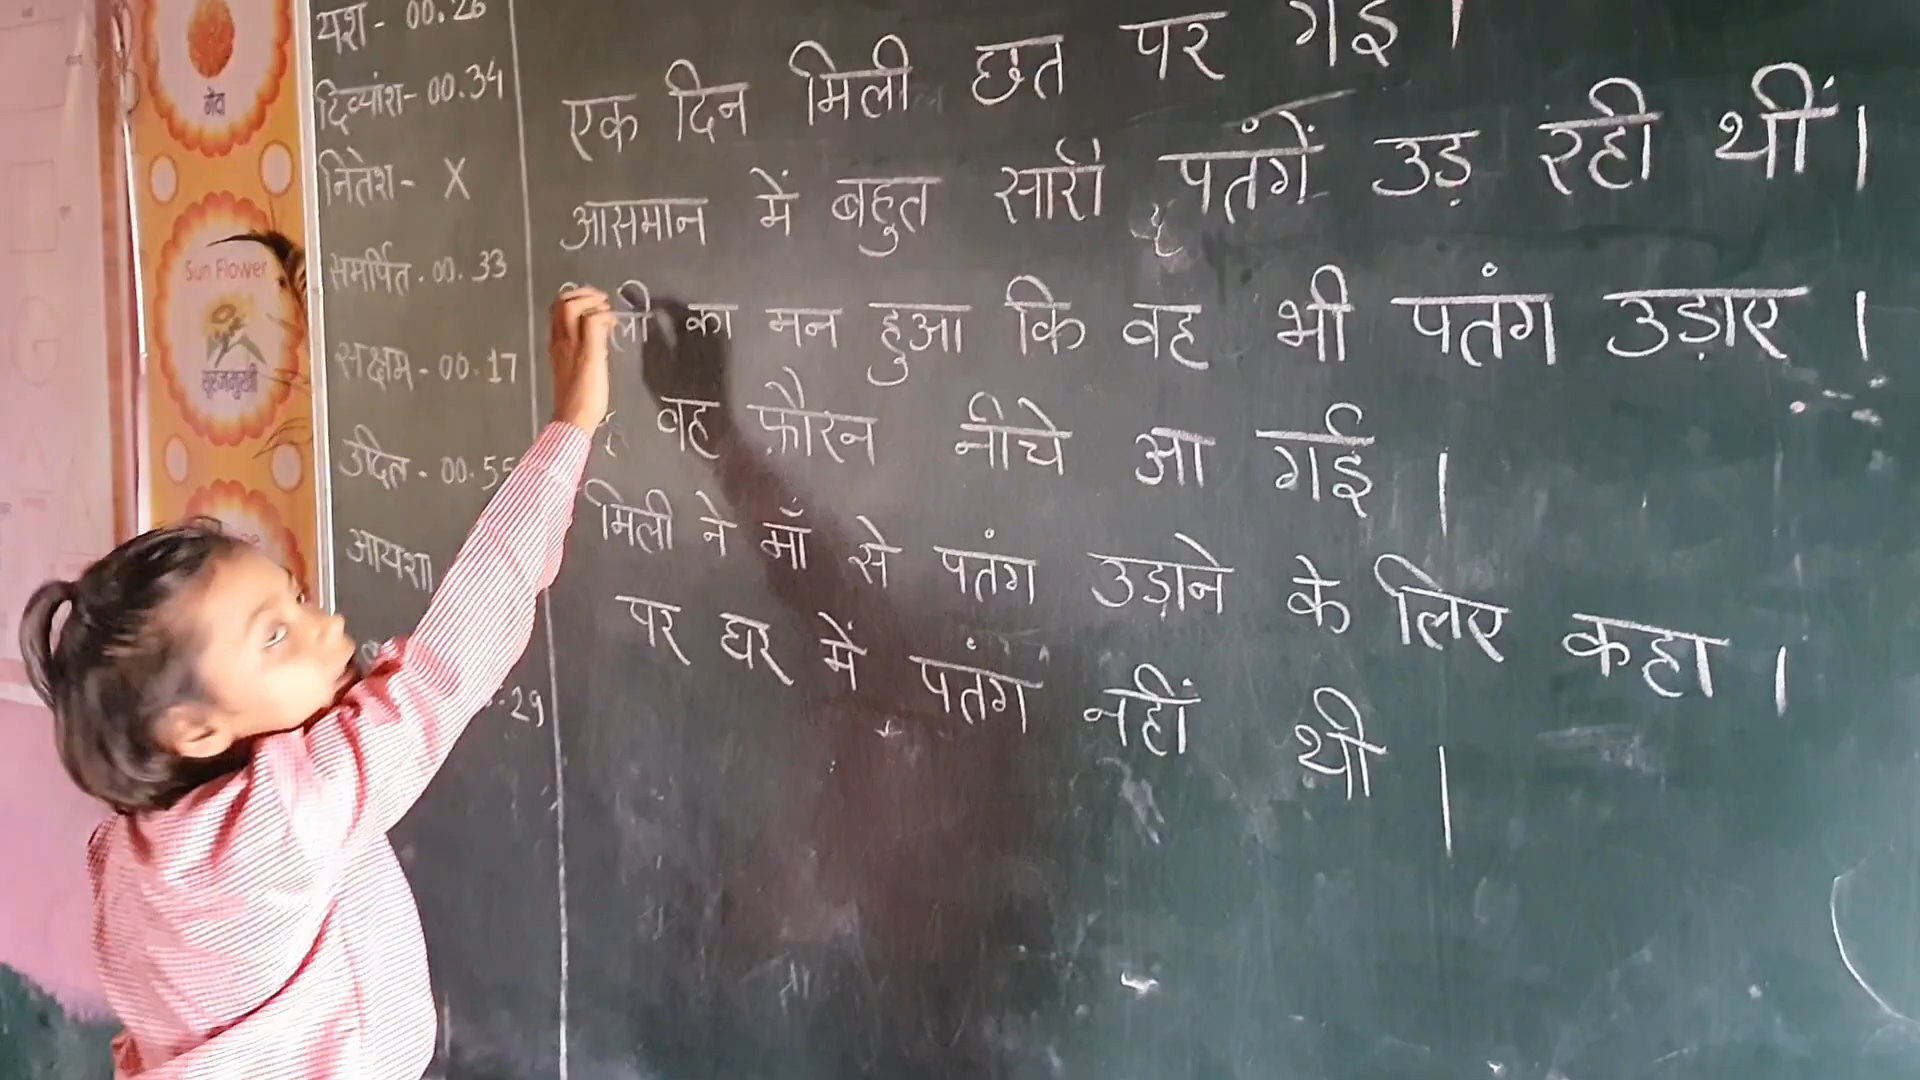 गेंदा
Sun Flower
सूरजमुखी
यश - 00.26
दिव्यांश - 00.34
नितेश - X
समर्पित - 00.33
सक्षम - 00.17
उदित - 00.55
आयशा
.29
एक दिन मिली छत पर गई ।
आसमान में बहुत सारी पतंगें उड़ रही थीं ।
का मन हुआ कि वह भी पतंग उड़ाए ।
वह फ़ौरन नीचे आ गई ।
मिली ने माँ से पतंग उड़ाने के लिए कहा ।
पर घर में पतंग नहीं थी ।